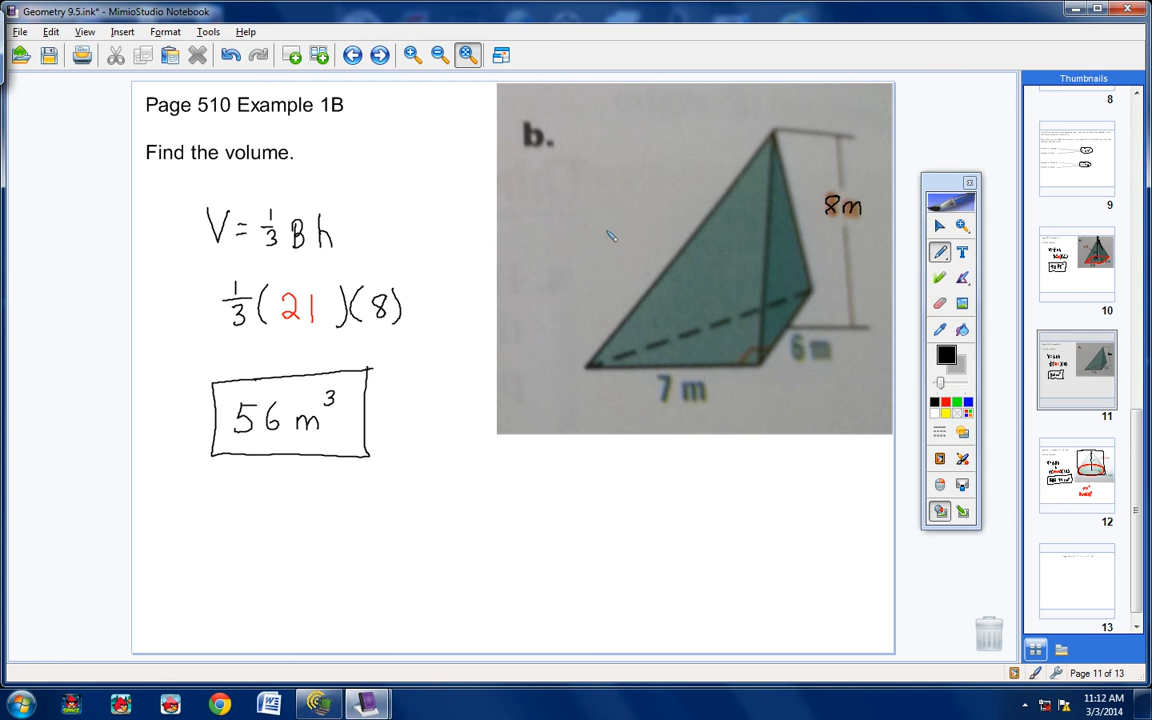 Geometry 9.5.ink* - MimioStudio Notebook
File Edit View Insert Format Tools Help
Page 510 Example 1B
Find the volume.
V = 1/3 B h
1/3 ( 21 ) ( 8 )
56 m³
b.
8m
6 m
7 m
Thumbnails
8
9
10
11
12
13
Page 11 of 13
11:12 AM
3/3/2014